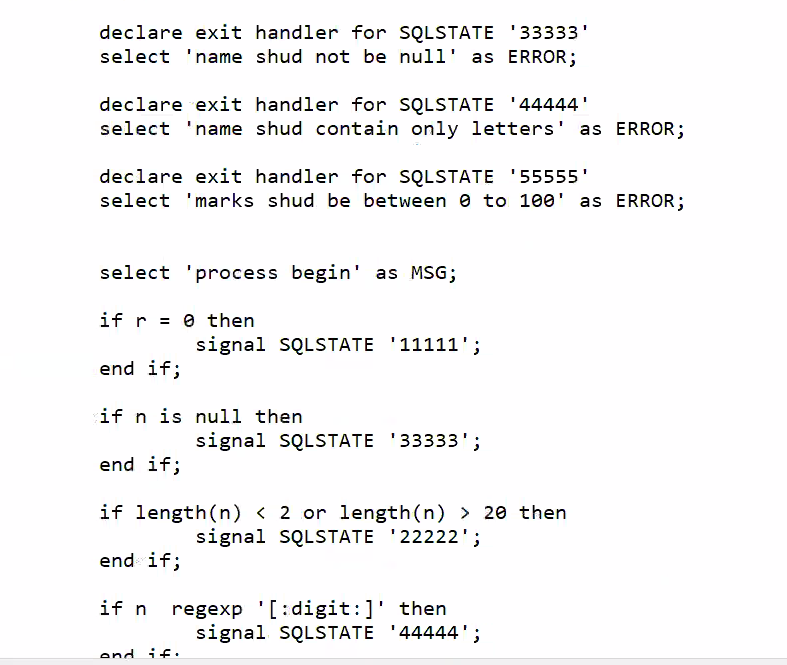 declare exit handler for SQLSTATE '33333'
select 'name shud not be null' as ERROR;
declare exit handler for SQLSTATE '44444'
select 'name shud contain only letters' as ERROR;
declare exit handler for SQLSTATE '55555'
select 'marks shud be between 0 to 100' as ERROR;
select 'process begin' as MSG;
if r = 0 then
signal SQLSTATE '11111';
end if;
if n is null then
signal SQLSTATE '33333';
end if;
if length(n) < 2 or length(n) > 20 then
signal SQLSTATE '22222';
end if;
if n  regexp '[:digit:]' then
signal SQLSTATE '44444';
end if;